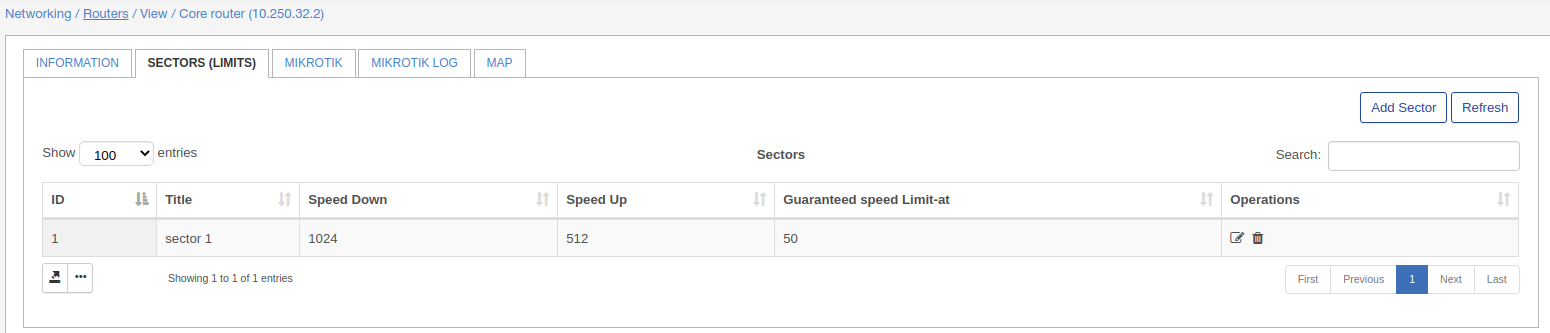 Networking / Routers / View / Core router (10.250.32.2)
INFORMATION SECTORS (LIMITS) MIKROTIK MIKROTIK LOG MAP
Add Sector Refresh
Show 100 entries Sectors Search:
ID Title Speed Down Speed Up Guaranteed speed Limit-at Operations
1 sector 1 1024 512 50
Showing 1 to 1 of 1 entries First Previous 1 Next Last